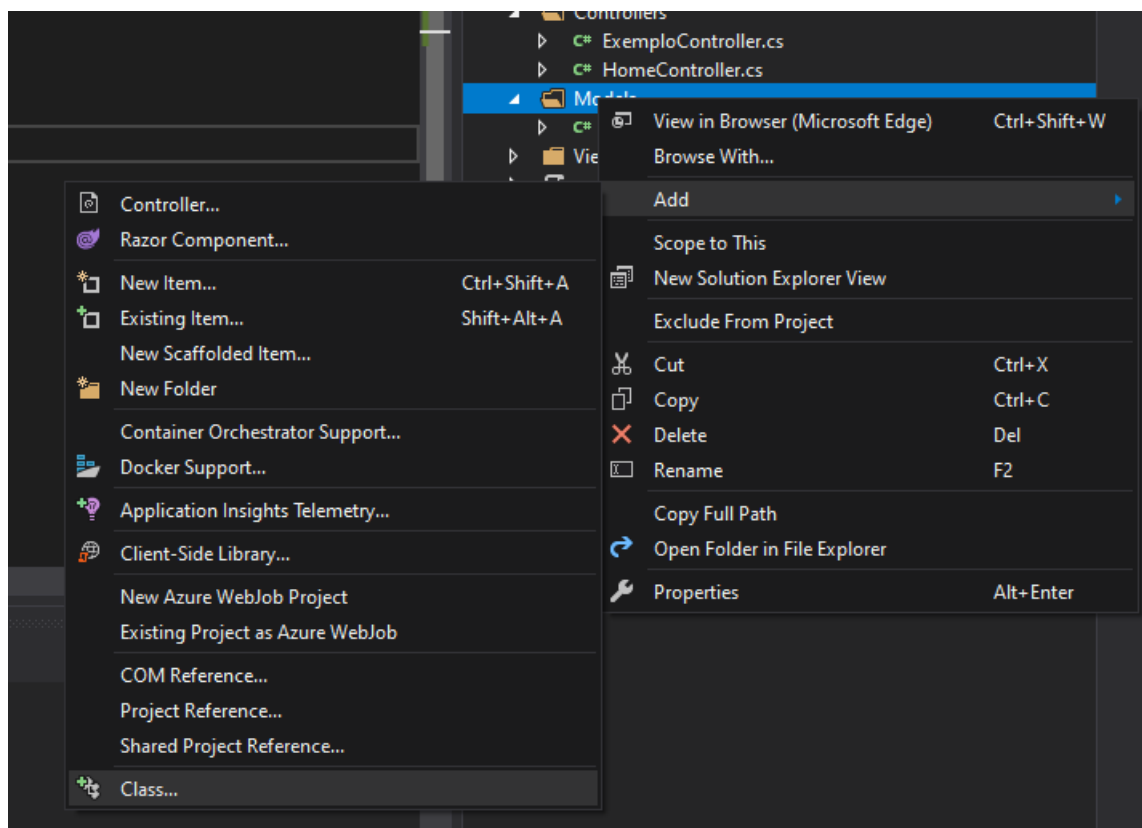 Controllers
C# ExemploController.cs
C# HomeController.cs
Models
C#
Vie
View in Browser (Microsoft Edge) Ctrl+Shift+W
Browse With...
Add
Scope to This
New Solution Explorer View
Exclude From Project
Cut Ctrl+X
Copy Ctrl+C
Delete Del
Rename F2
Copy Full Path
Open Folder in File Explorer
Properties Alt+Enter
Controller...
Razor Component...
New Item... Ctrl+Shift+A
Existing Item... Shift+Alt+A
New Scaffolded Item...
New Folder
Container Orchestrator Support...
Docker Support...
Application Insights Telemetry...
Client-Side Library...
New Azure WebJob Project
Existing Project as Azure WebJob
COM Reference...
Project Reference...
Shared Project Reference...
Class...